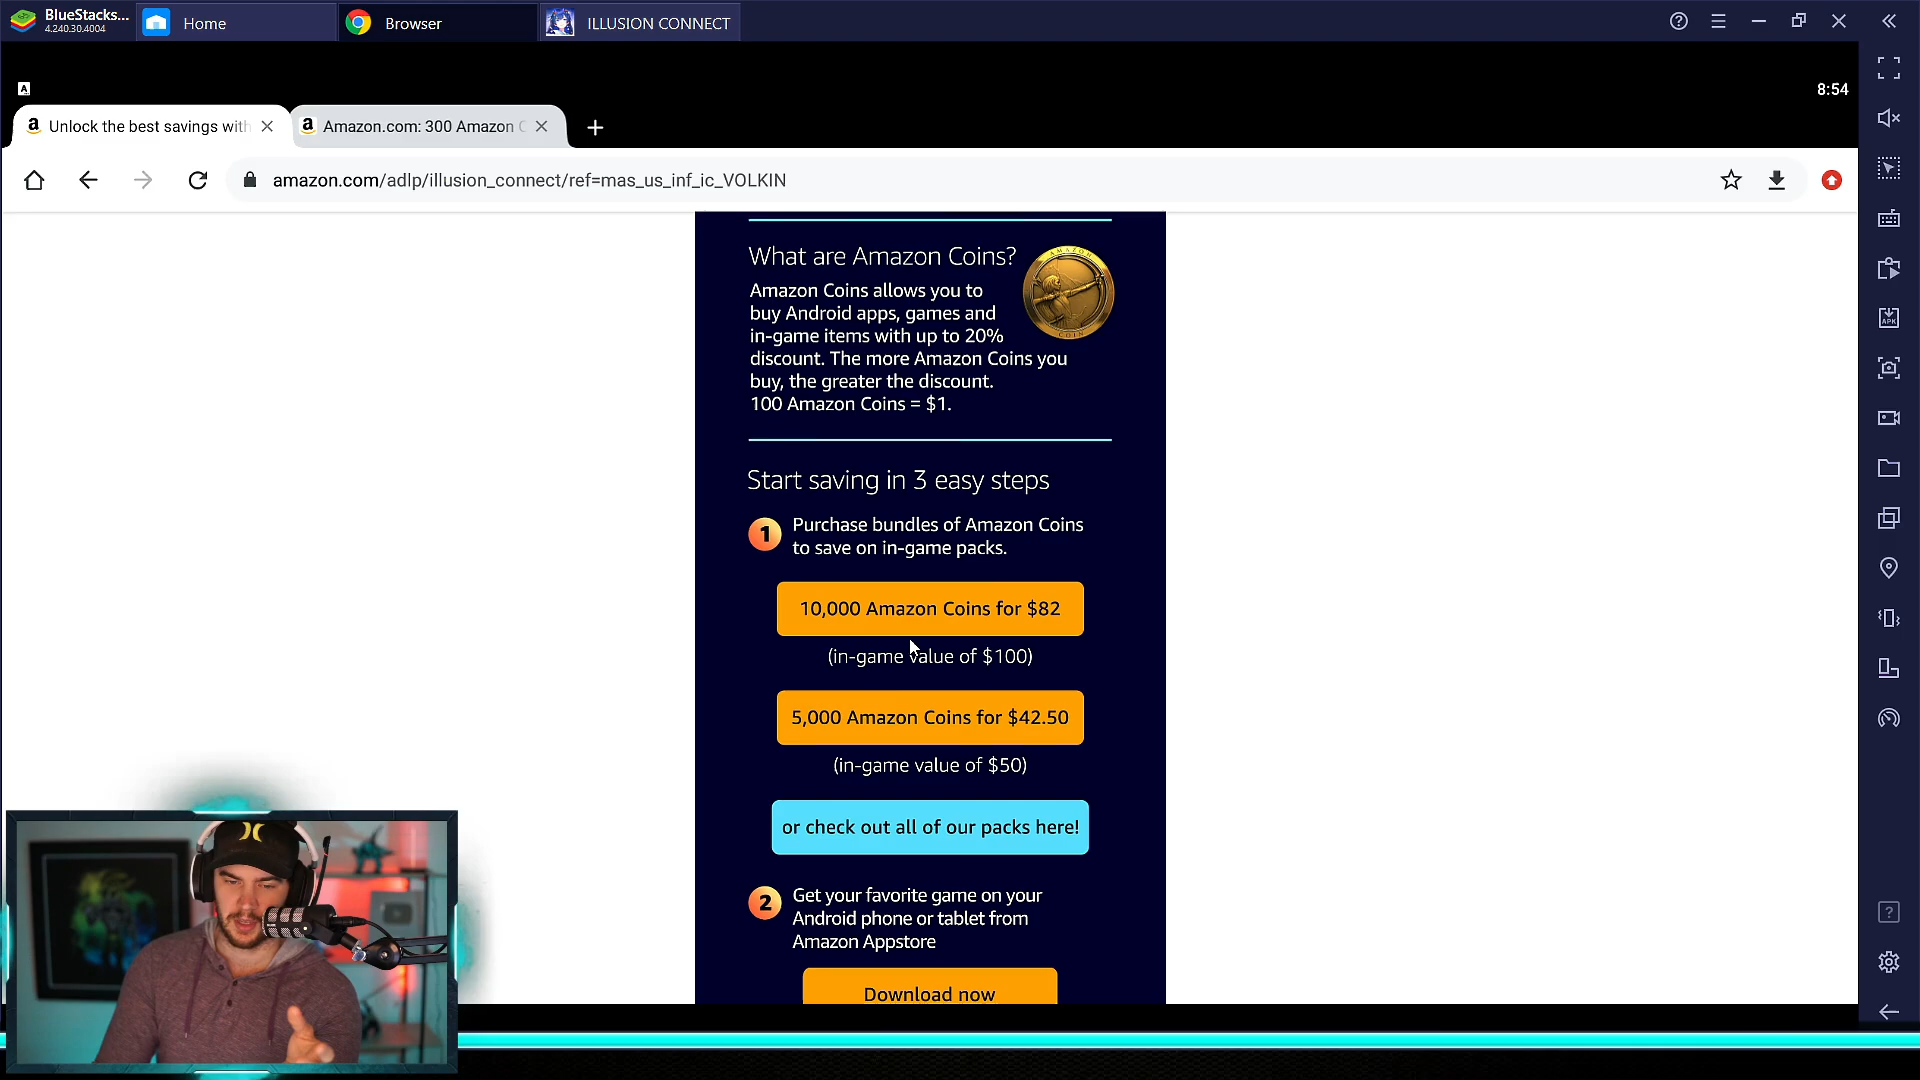 BlueStacks...
4.240.30.4004
Home
Browser
ILLUSION CONNECT
A
8:54
a Unlock the best savings with
a Amazon.com: 300 Amazon C
amazon.com/adlp/illusion_connect/ref=mas_us_inf_ic_VOLKIN
APK
What are Amazon Coins?
AMAZON
COIN
Amazon Coins allows you to
buy Android apps, games and
in-game items with up to 20%
discount. The more Amazon Coins you
buy, the greater the discount.
100 Amazon Coins = $1.
Start saving in 3 easy steps
1 Purchase bundles of Amazon Coins
to save on in-game packs.
10,000 Amazon Coins for $82
(in-game value of $100)
5,000 Amazon Coins for $42.50
(in-game value of $50)
or check out all of our packs here!
2 Get your favorite game on your
Android phone or tablet from
Amazon Appstore
Download now